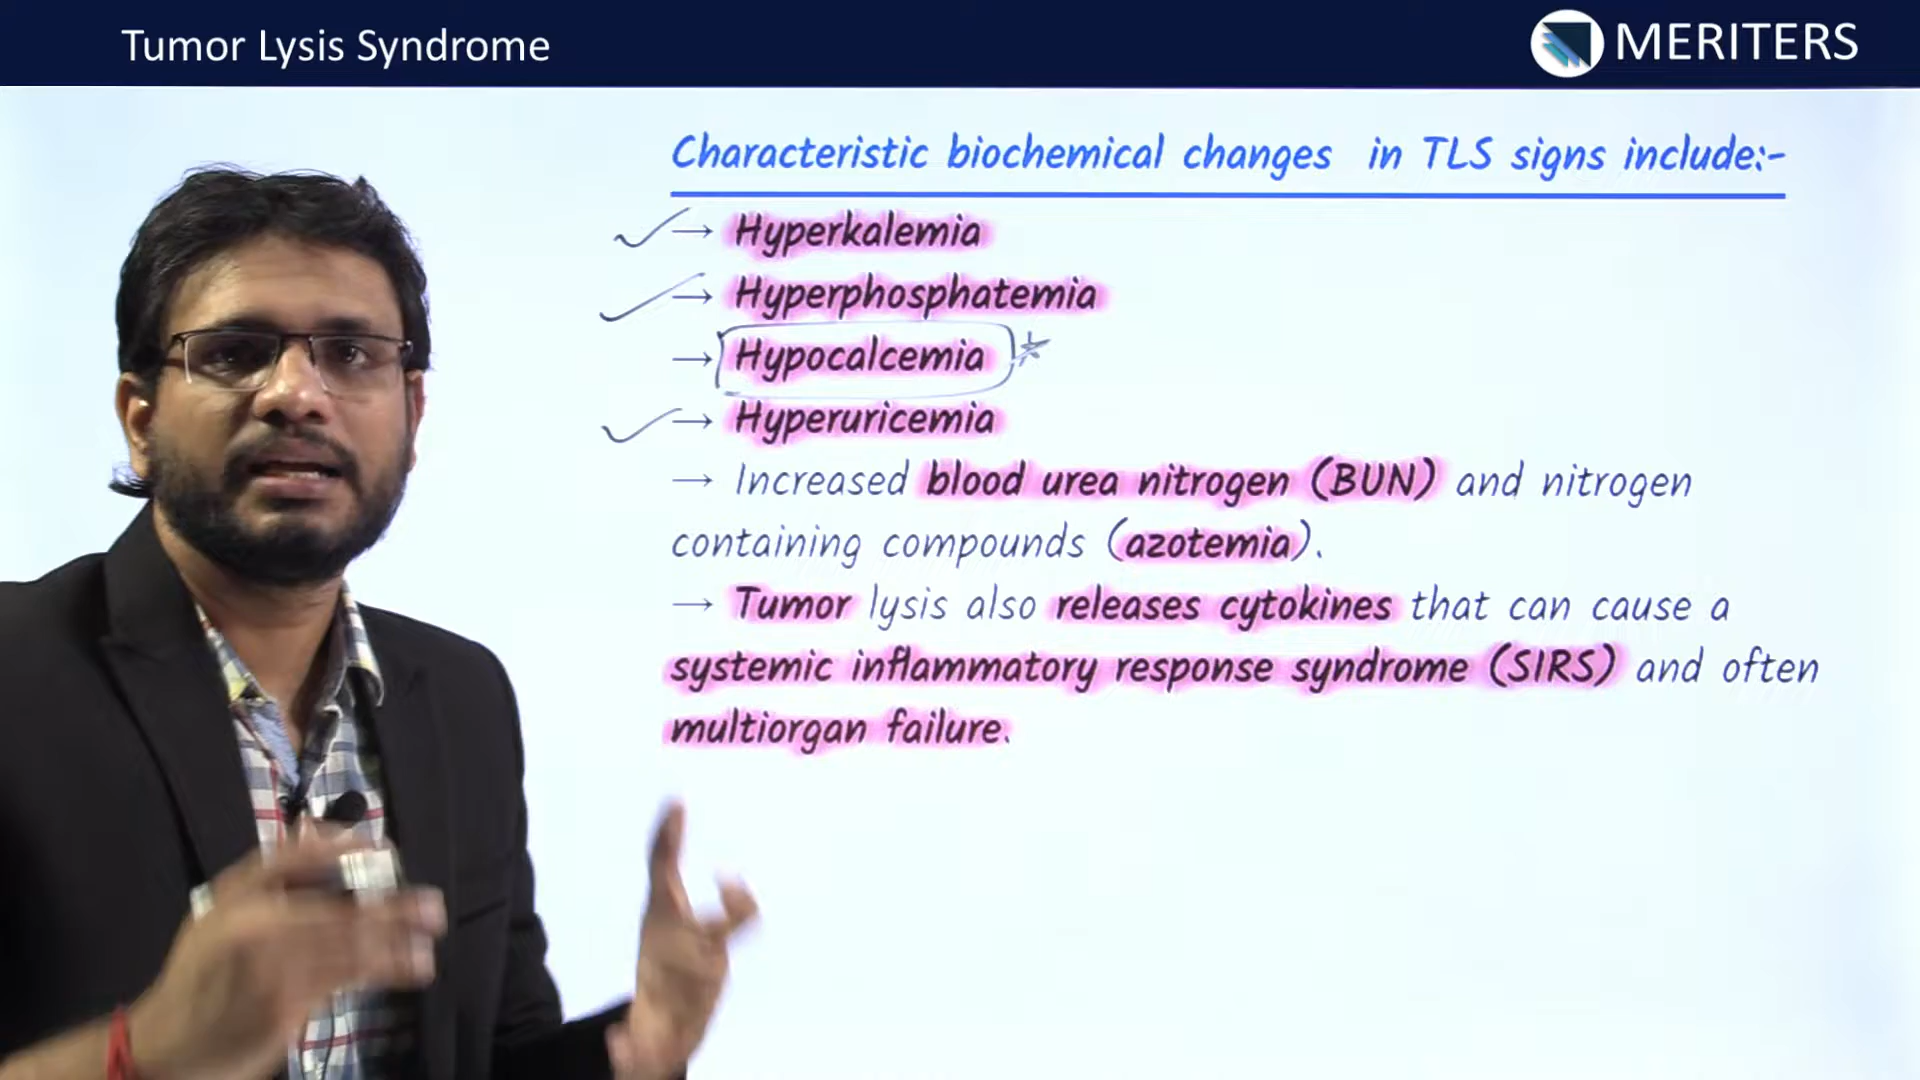 Tumor Lysis Syndrome
MERITERS
Characteristic biochemical changes in TLS signs include:-
→ Hyperkalemia
→ Hyperphosphatemia
→ Hypocalcemia *
→ Hyperuricemia
→ Increased blood urea nitrogen (BUN) and nitrogen
containing compounds (azotemia).
→ Tumor lysis also releases cytokines that can cause a
systemic inflammatory response syndrome (SIRS) and often
multiorgan failure.